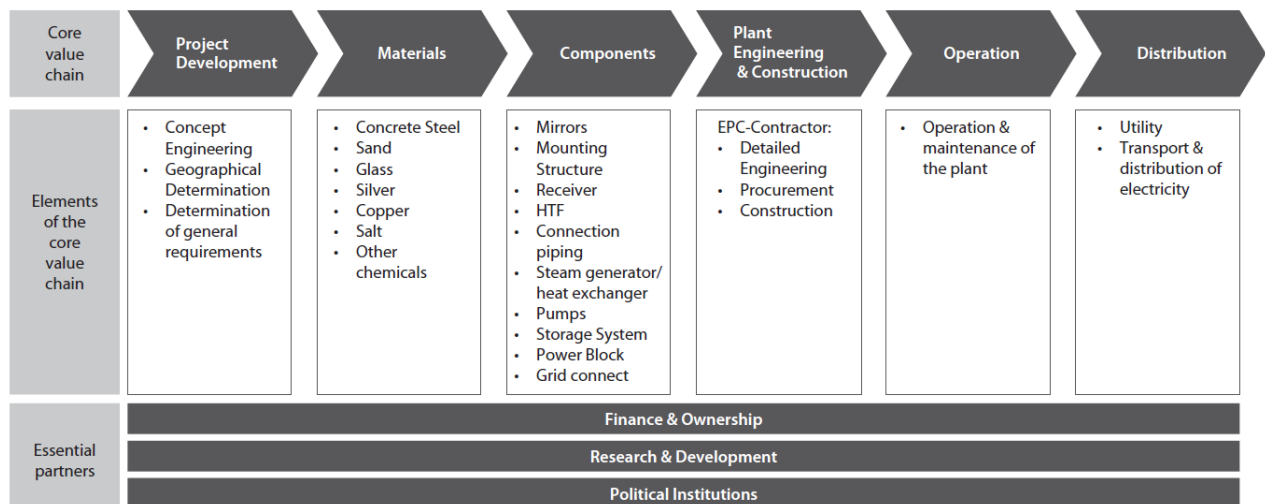 Core
value
chain
Project
Development
Materials
Components
Plant
Engineering
& Construction
Operation
Distribution
Elements
of the
core
value
chain
• Concept
Engineering
• Geographical
Determination
• Determination
of general
requirements
• Concrete Steel
• Sand
• Glass
• Silver
• Copper
• Salt
• Other
chemicals
• Mirrors
• Mounting
Structure
• Receiver
• HTF
• Connection
piping
• Steam generator/
heat exchanger
• Pumps
• Storage System
• Power Block
• Grid connect
EPC-Contractor:
• Detailed
Engineering
• Procurement
• Construction
• Operation &
maintenance of
the plant
• Utility
• Transport &
distribution of
electricity
Essential
partners
Finance & Ownership
Research & Development
Political Institutions